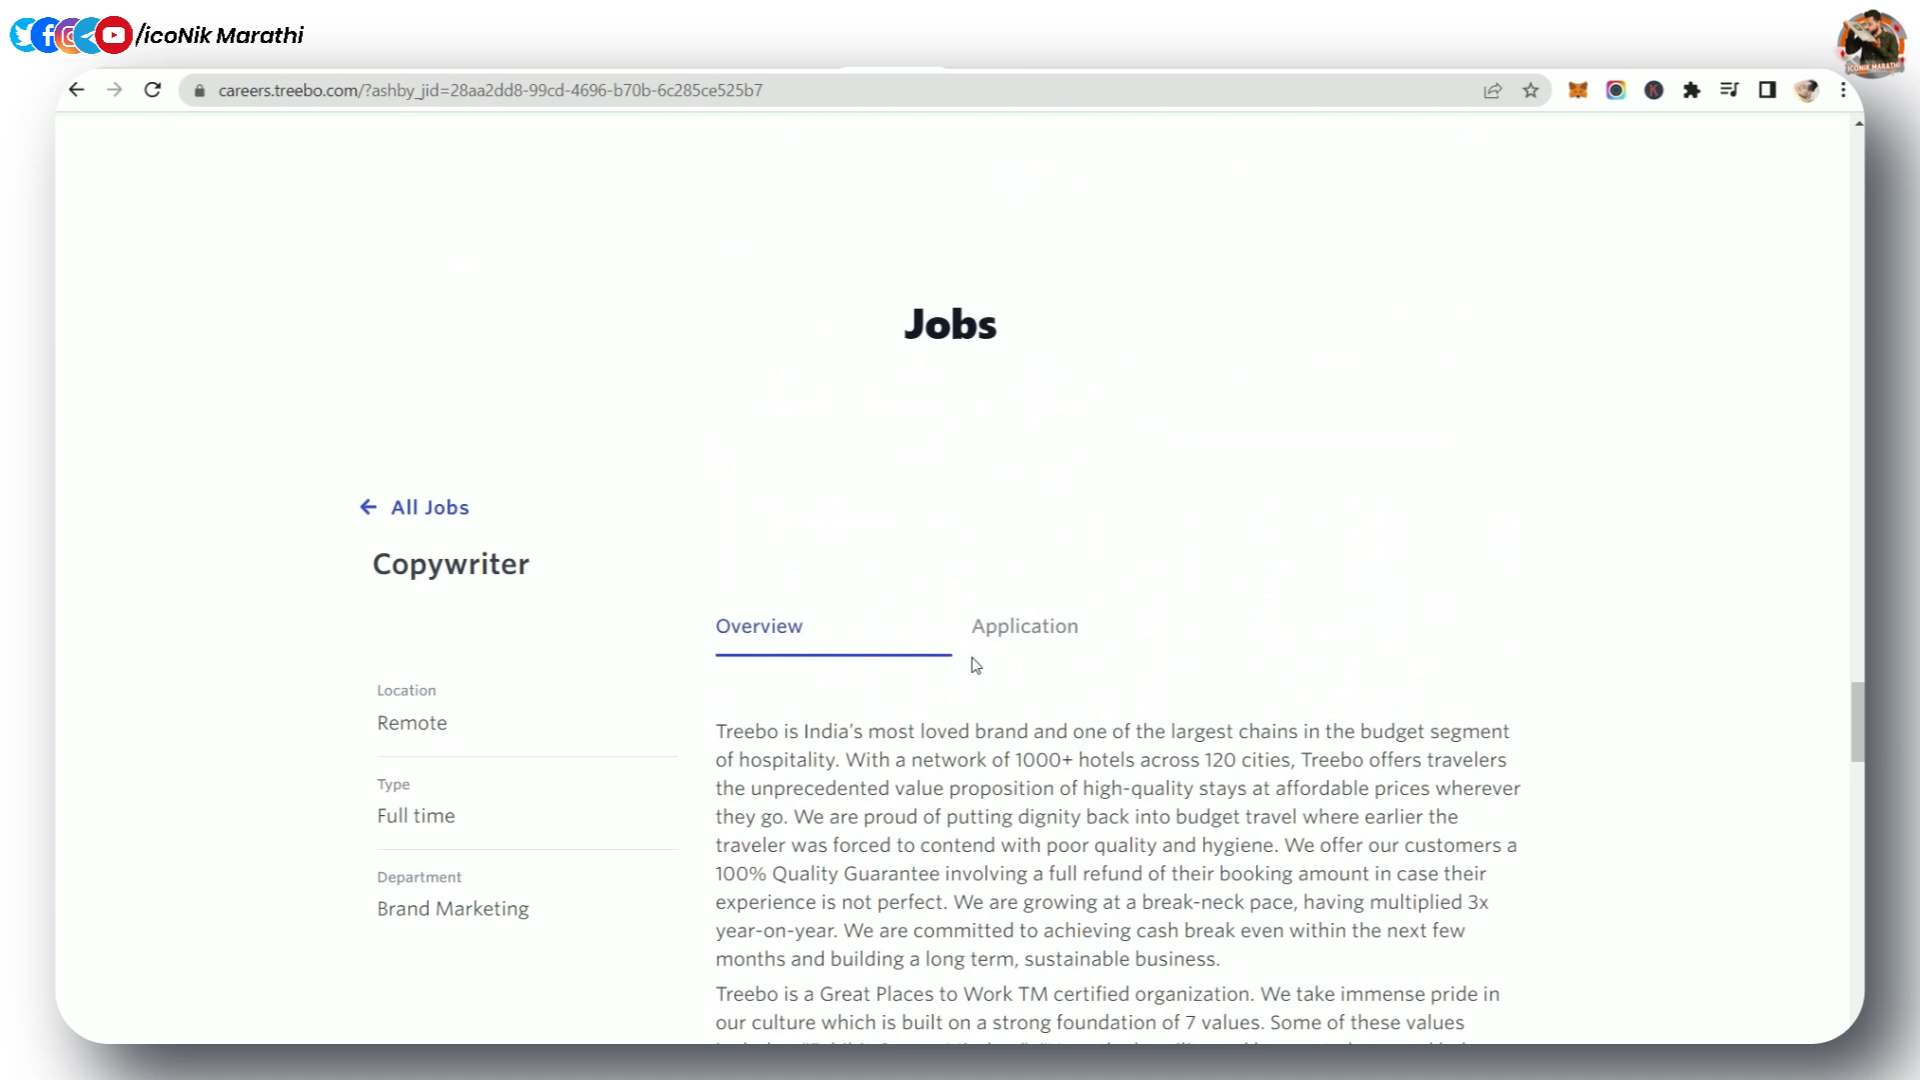 /icoNik Marathi
ICONIK MARATHI
careers.treebo.com/?ashby_jid=28aa2dd8-99cd-4696-b70b-6c285ce525b7
Jobs
← All Jobs
Copywriter
Overview
Application
Location
Remote
Type
Full time
Department
Brand Marketing
Treebo is India's most loved brand and one of the largest chains in the budget segment
of hospitality. With a network of 1000+ hotels across 120 cities, Treebo offers travelers
the unprecedented value proposition of high-quality stays at affordable prices wherever
they go. We are proud of putting dignity back into budget travel where earlier the
traveler was forced to contend with poor quality and hygiene. We offer our customers a
100% Quality Guarantee involving a full refund of their booking amount in case their
experience is not perfect. We are growing at a break-neck pace, having multiplied 3x
year-on-year. We are committed to achieving cash break even within the next few
months and building a long term, sustainable business.
Treebo is a Great Places to Work TM certified organization. We take immense pride in
our culture which is built on a strong foundation of 7 values. Some of these values